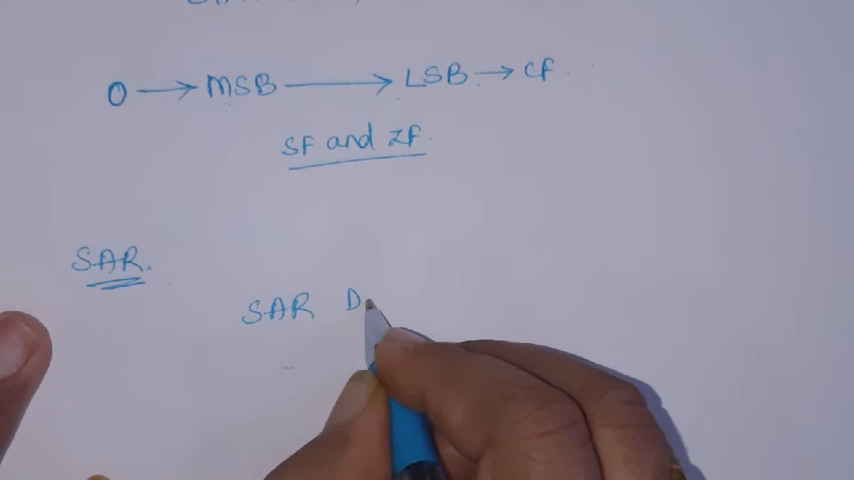 0 → MSB → LSB → CF.
SF and ZF.
SAR.
SAR D